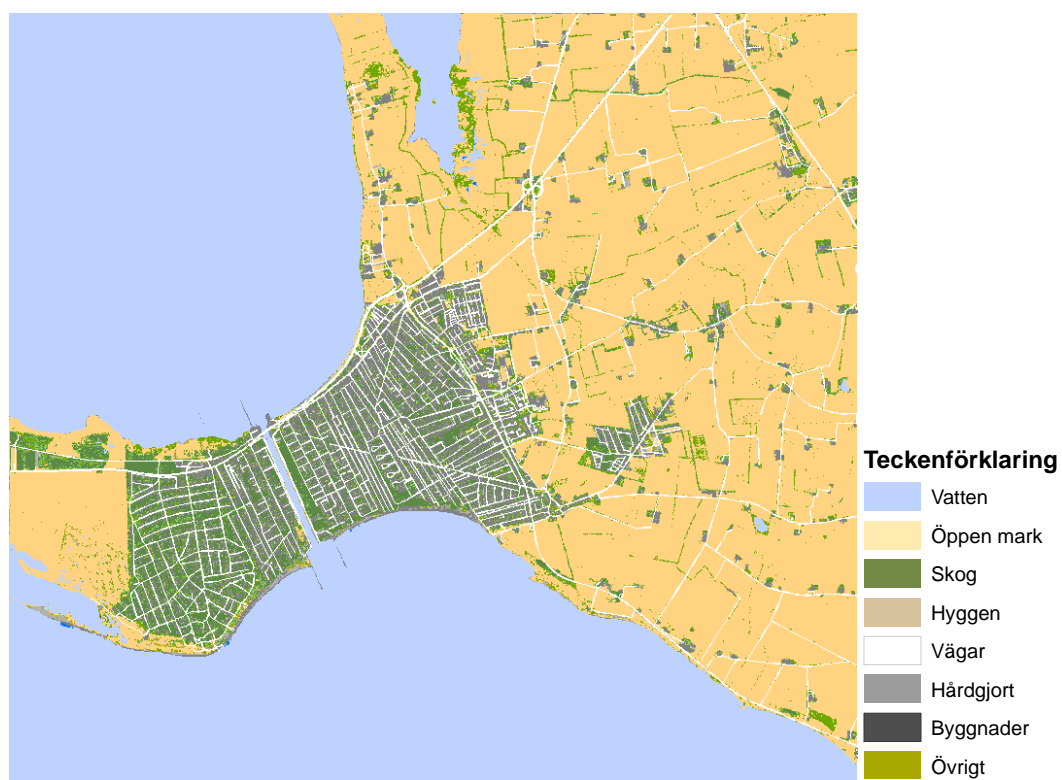 Teckenförklaring
Vatten
Öppen mark
Skog
Hyggen
Vägar
Hårdgjort
Byggnader
Övrigt